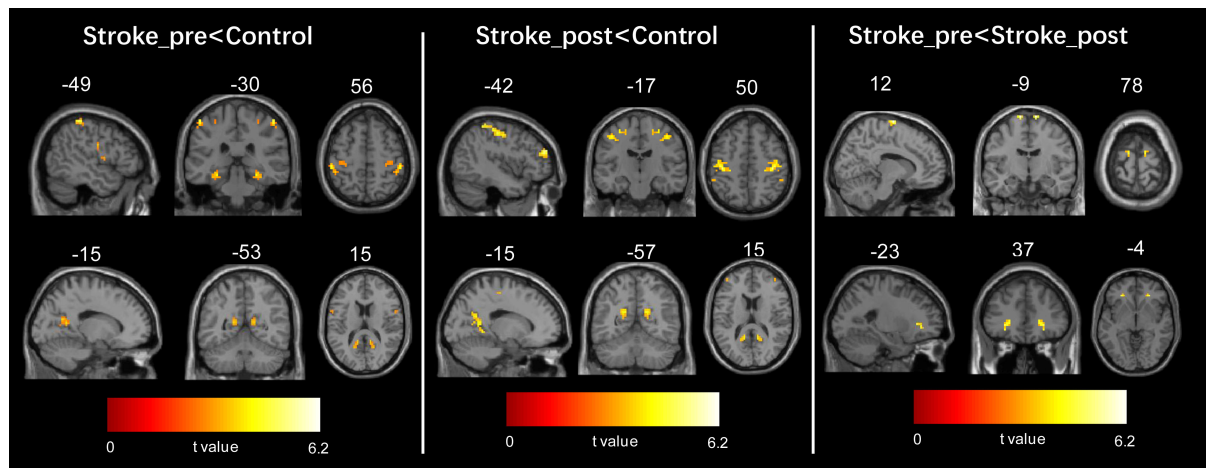 Stroke_pre<Control
-49 -30 56
-15 -53 15
0 t value 6.2
Stroke_post<Control
-42 -17 50
-15 -57 15
0 t value 6.2
Stroke_pre<Stroke_post
12 -9 78
-23 37 -4
0 t value 6.2